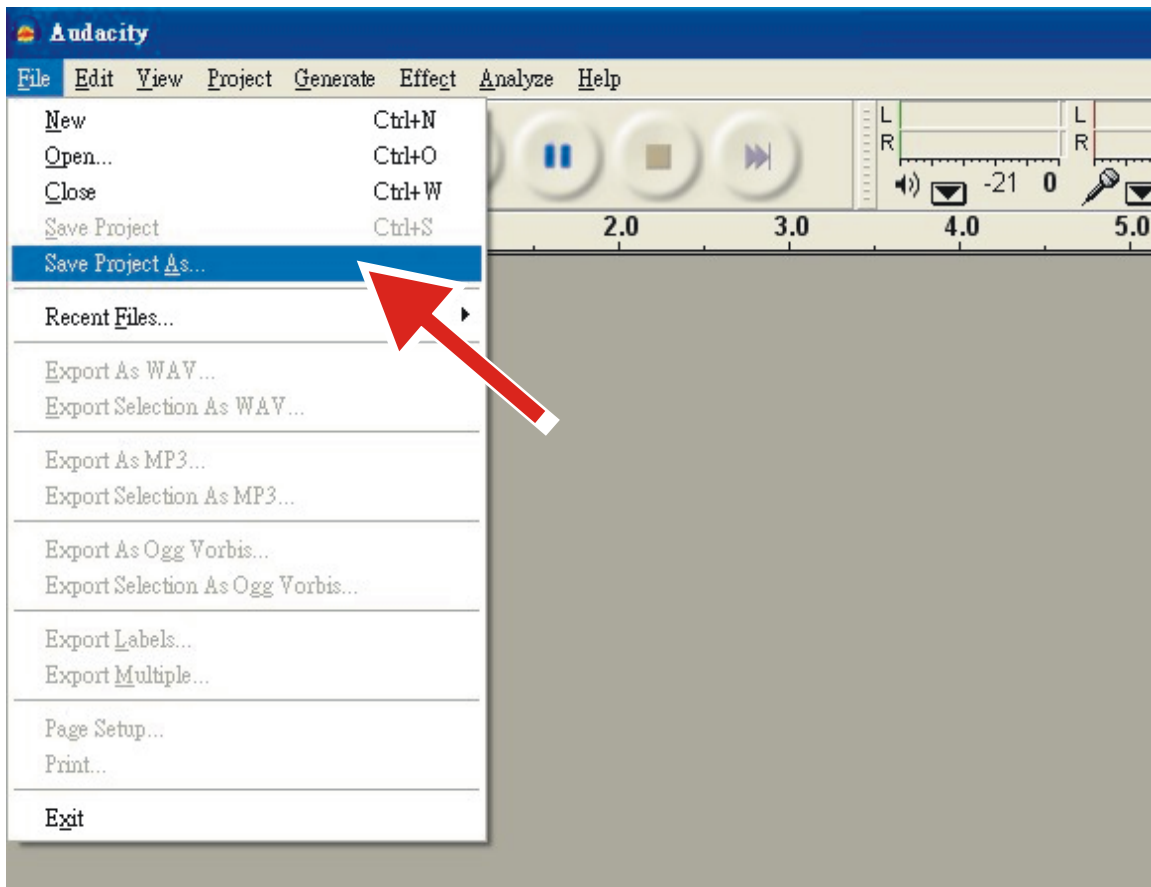 Audacity
File Edit View Project Generate Effect Analyze Help
New Ctrl+N
Open... Ctrl+O
Close Ctrl+W
Save Project Ctrl+S
Save Project As...
Recent Files...
Export As WAV...
Export Selection As WAV...
Export As MP3...
Export Selection As MP3...
Export As Ogg Vorbis...
Export Selection As Ogg Vorbis...
Export Labels...
Export Multiple...
Page Setup...
Print...
Exit
L L
R R
-21 0
2.0 3.0 4.0 5.0